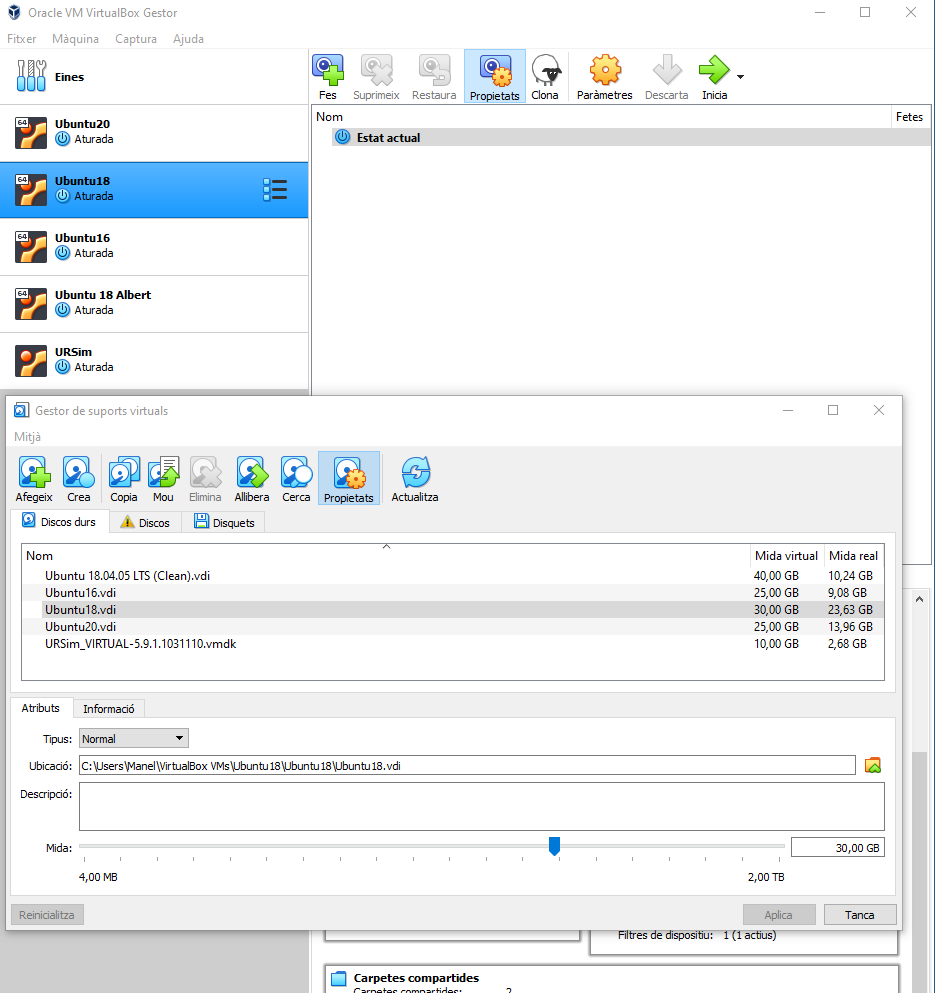 Oracle VM VirtualBox Gestor
Fitxer Màquina Captura Ajuda
Eines
Ubuntu20
Aturada
Ubuntu18
Aturada
Ubuntu16
Aturada
Ubuntu 18 Albert
Aturada
URSim
Aturada
Fes Suprimeix Restaura Propietats Clona Paràmetres Descarta Inicia
Nom Fetes
Estat actual
Gestor de suports virtuals
Mitjà
Afegeix Crea Copia Mou Elimina Allibera Cerca Propietats Actualitza
Discos durs Discos Disquets
Nom Mida virtual Mida real
Ubuntu 18.04.05 LTS (Clean).vdi 40,00 GB 10,24 GB
Ubuntu16.vdi 25,00 GB 9,08 GB
Ubuntu18.vdi 30,00 GB 23,63 GB
Ubuntu20.vdi 25,00 GB 13,96 GB
URSim_VIRTUAL-5.9.1.1031110.vmdk 10,00 GB 2,68 GB
Atributs Informació
Tipus: Normal
Ubicació: C:\Users\Manel\VirtualBox VMs\Ubuntu18\Ubuntu18\Ubuntu18.vdi
Descripció:
Mida: 30,00 GB
4,00 MB 2,00 TB
Reinicialitza Aplica Tanca
Filtres de dispositiu: 1 (1 actius)
Carpetes compartides
Carpetes compartides: 2